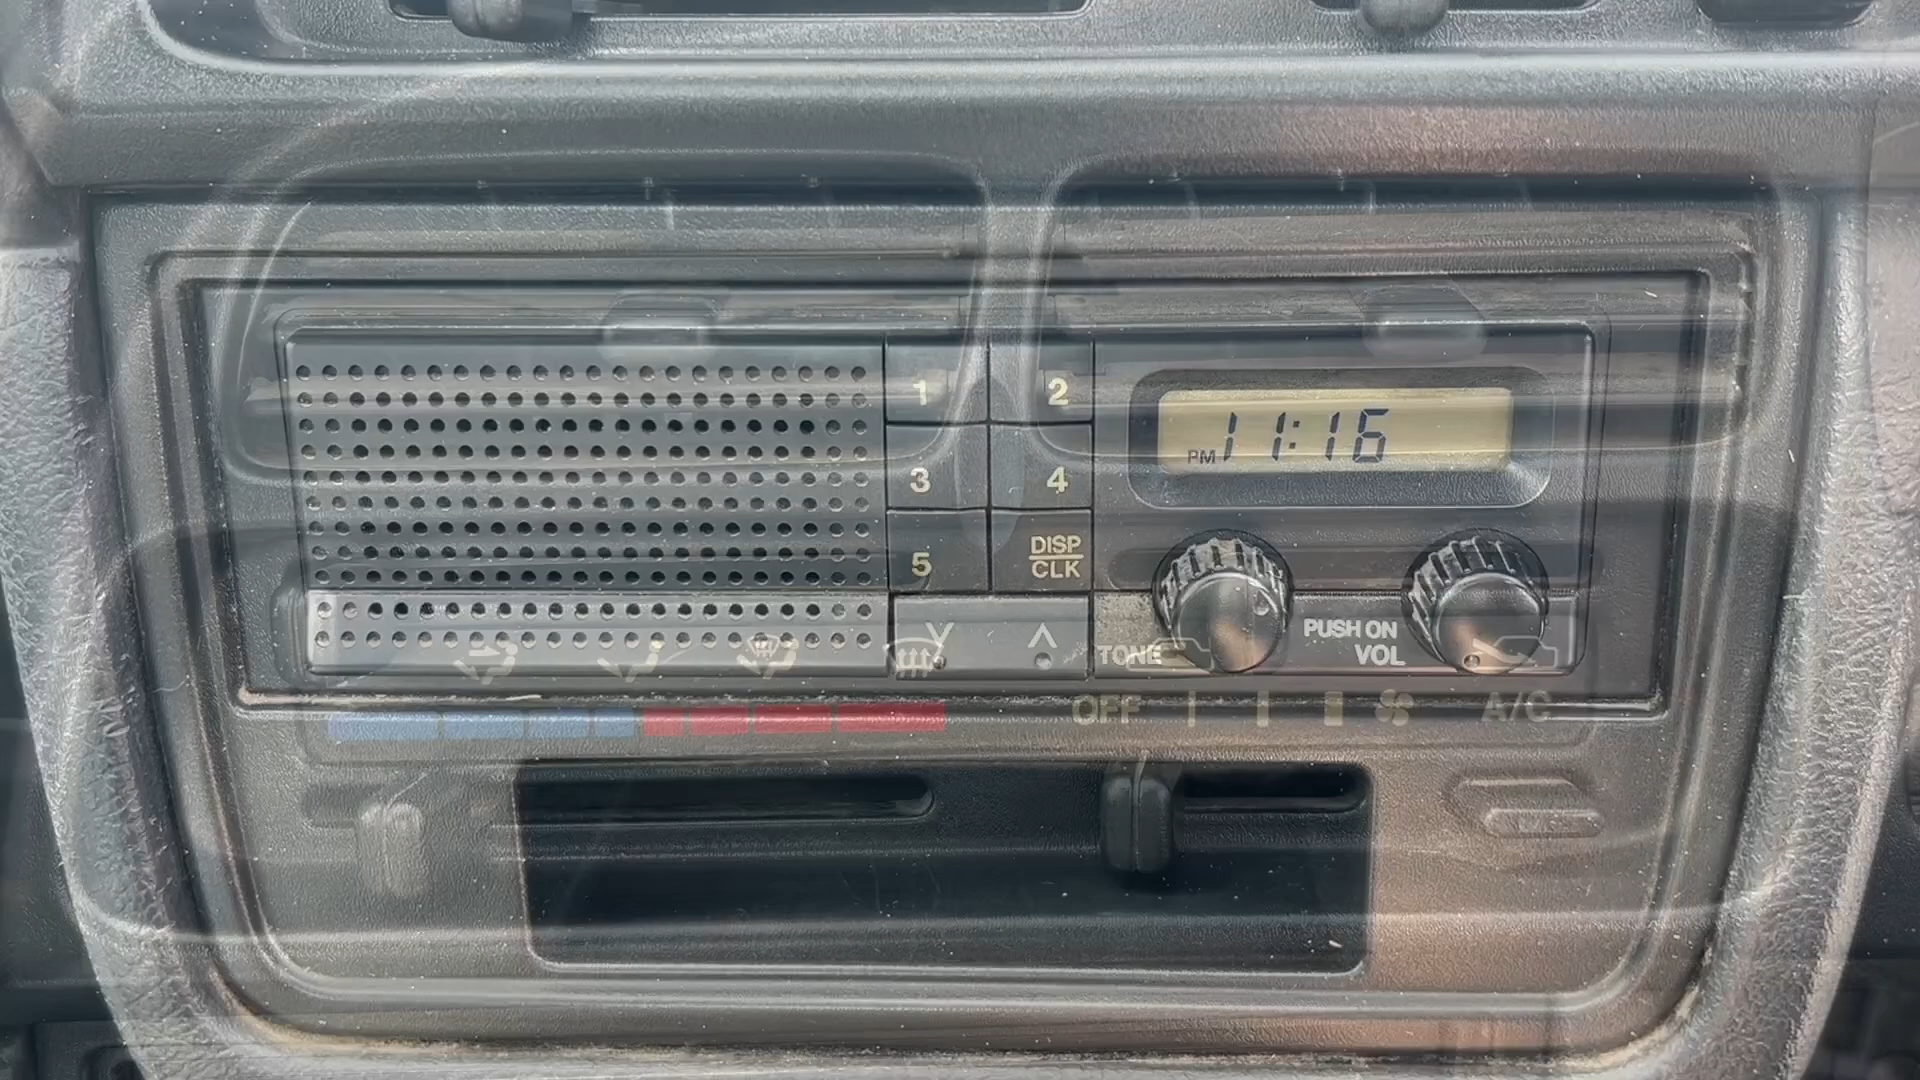 1 2
PM 11:16
3 4
5 DISP
CLK
TONE
PUSH ON
VOL
OFF
A/C